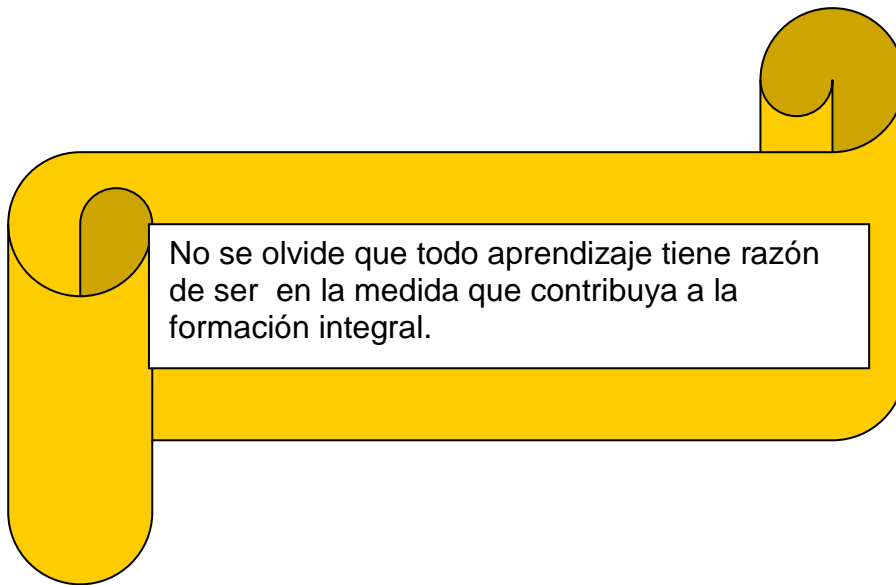 No se olvide que todo aprendizaje tiene razón
de ser  en la medida que contribuya a la
formación integral.